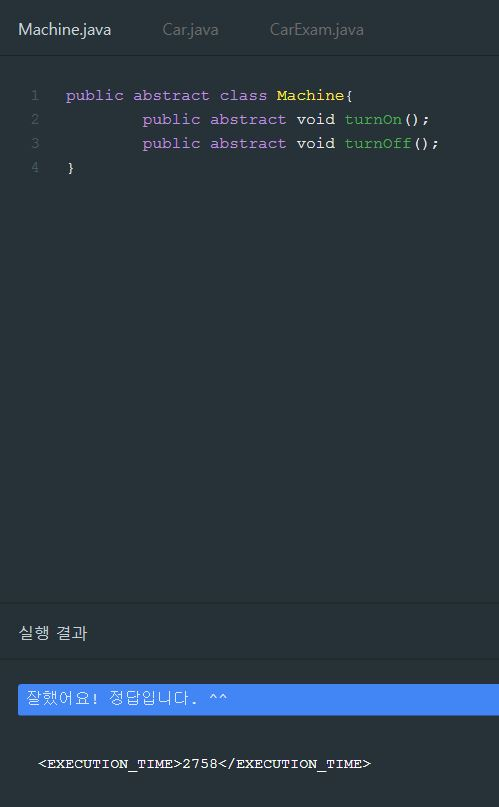 Machine.java Car.java CarExam.java
1 public abstract class Machine{
2 public abstract void turnOn();
3 public abstract void turnOff();
4 }
실행 결과
잘했어요! 정답입니다. ^^
<EXECUTION_TIME>2758</EXECUTION_TIME>